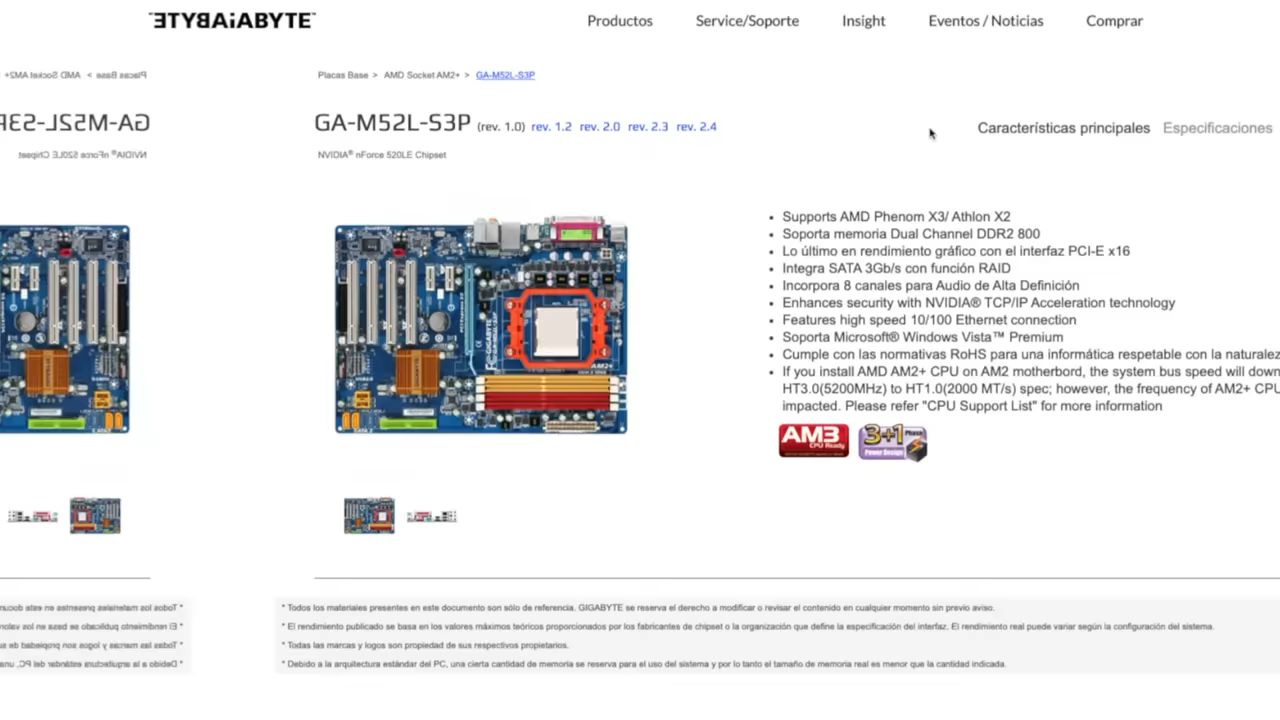 GIGABYTE
Productos Service/Soporte Insight Eventos / Noticias Comprar
Placas Base > AMD Socket AM2+ > GA-M52L-S3P
GA-M52L-S3P (rev. 1.0) rev. 1.2 rev. 2.0 rev. 2.3 rev. 2.4
Características principales Especificaciones
NVIDIA® nForce 520LE Chipset
• Supports AMD Phenom X3/ Athlon X2
• Soporta memoria Dual Channel DDR2 800
• Lo último en rendimiento gráfico con el interfaz PCI-E x16
• Integra SATA 3Gb/s con función RAID
• Incorpora 8 canales para Audio de Alta Definición
• Enhances security with NVIDIA® TCP/IP Acceleration technology
• Features high speed 10/100 Ethernet connection
• Soporta Microsoft® Windows Vista™ Premium
• Cumple con las normativas RoHS para una informática respetable con la naturalez
• If you install AMD AM2+ CPU on AM2 motherbord, the system bus speed will down
HT3.0(5200MHz) to HT1.0(2000 MT/s) spec; however, the frequency of AM2+ CPU
impacted. Please refer "CPU Support List" for more information
AM3 CPU Ready
3+1 Phase Power Design
* Todos los materiales presentes en este documento son sólo de referencia. GIGABYTE se reserva el derecho a modificar o revisar el contenido en cualquier momento sin previo aviso.
* El rendimiento publicado se basa en los valores máximos teóricos proporcionados por los fabricantes de chipset o la organización que define la especificación del interfaz. El rendimiento real puede variar según la configuración del sistema.
* Todas las marcas y logos son propiedad de sus respectivos propietarios.
* Debido a la arquitectura estándar del PC, una cierta cantidad de memoria se reserva para el uso del sistema y por lo tanto el tamaño de memoria real es menor que la cantidad indicada.